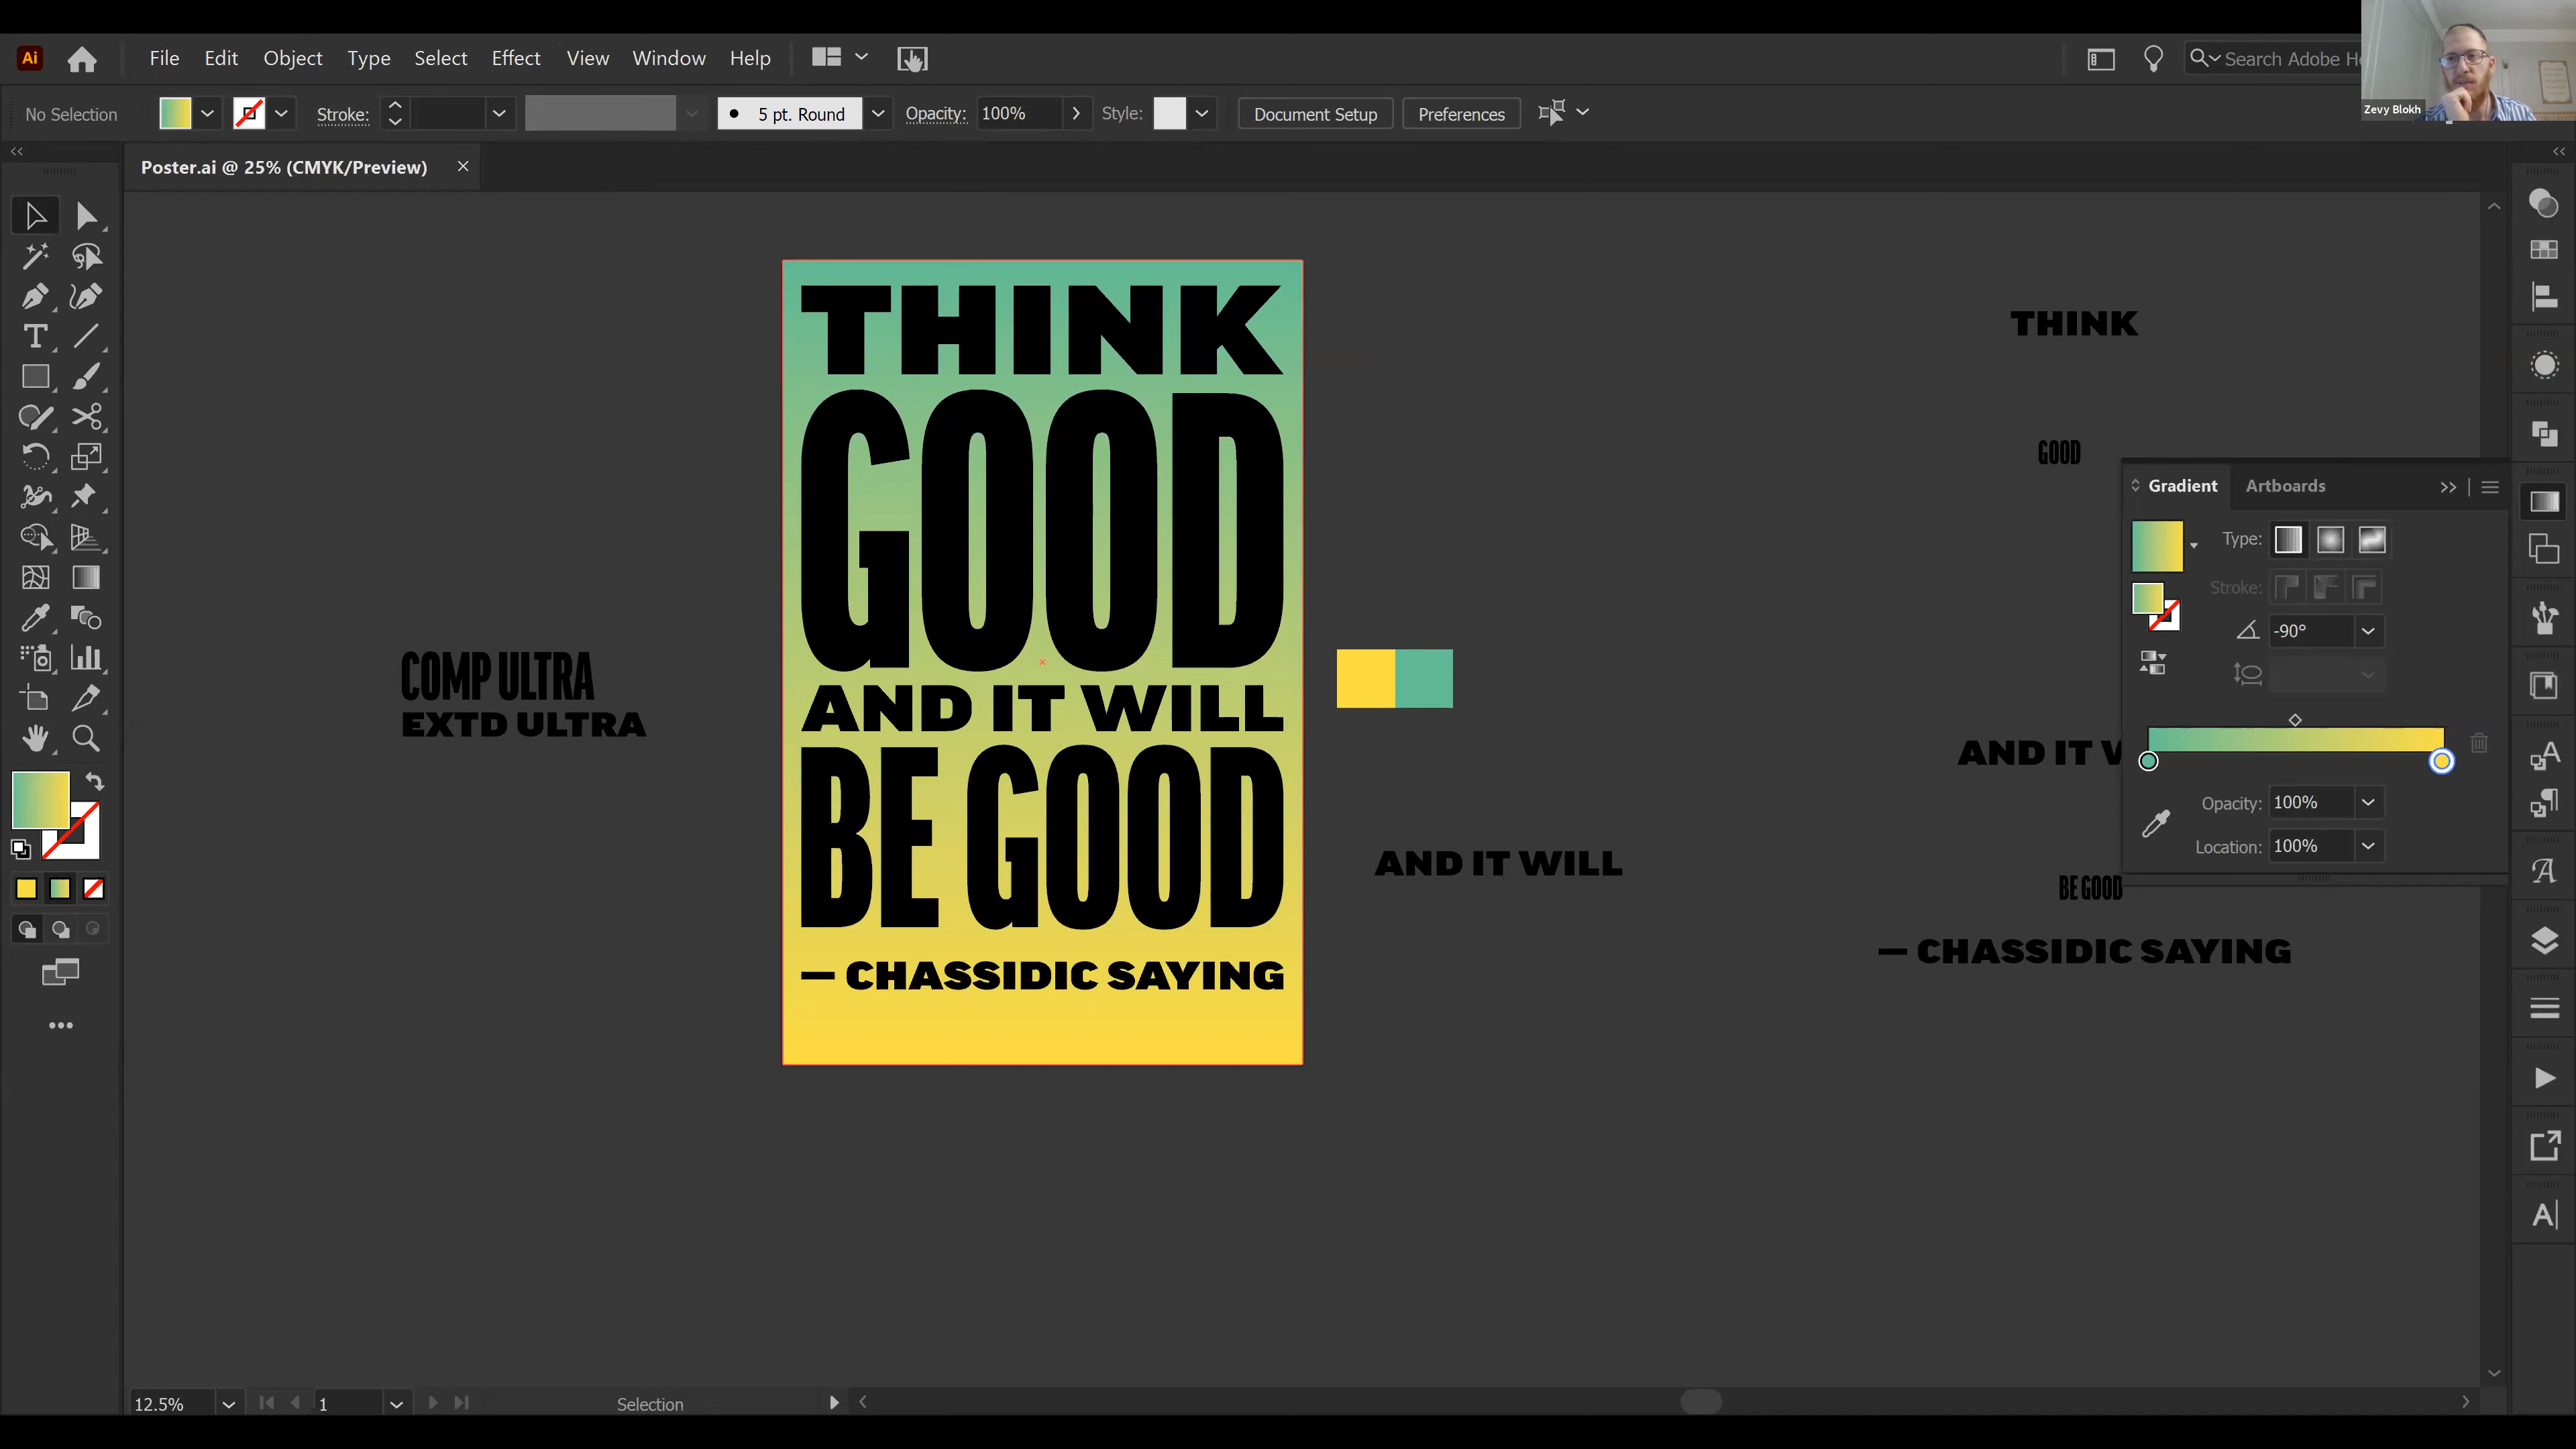 Ai File Edit Object Type Select Effect View Window Help
Search Adobe He
Zevy Blokh
No Selection Stroke: 5 pt. Round Opacity: 100% Style: Document Setup Preferences
Poster.ai @ 25% (CMYK/Preview)
THINK
GOOD
AND IT WILL
BE GOOD
— CHASSIDIC SAYING
COMP ULTRA
EXTD ULTRA
AND IT WILL
THINK
GOOD
AND IT W
BE GOOD
— CHASSIDIC SAYING
Gradient Artboards
Type:
Stroke:
-90°
Opacity: 100%
Location: 100%
12.5% 1 Selection